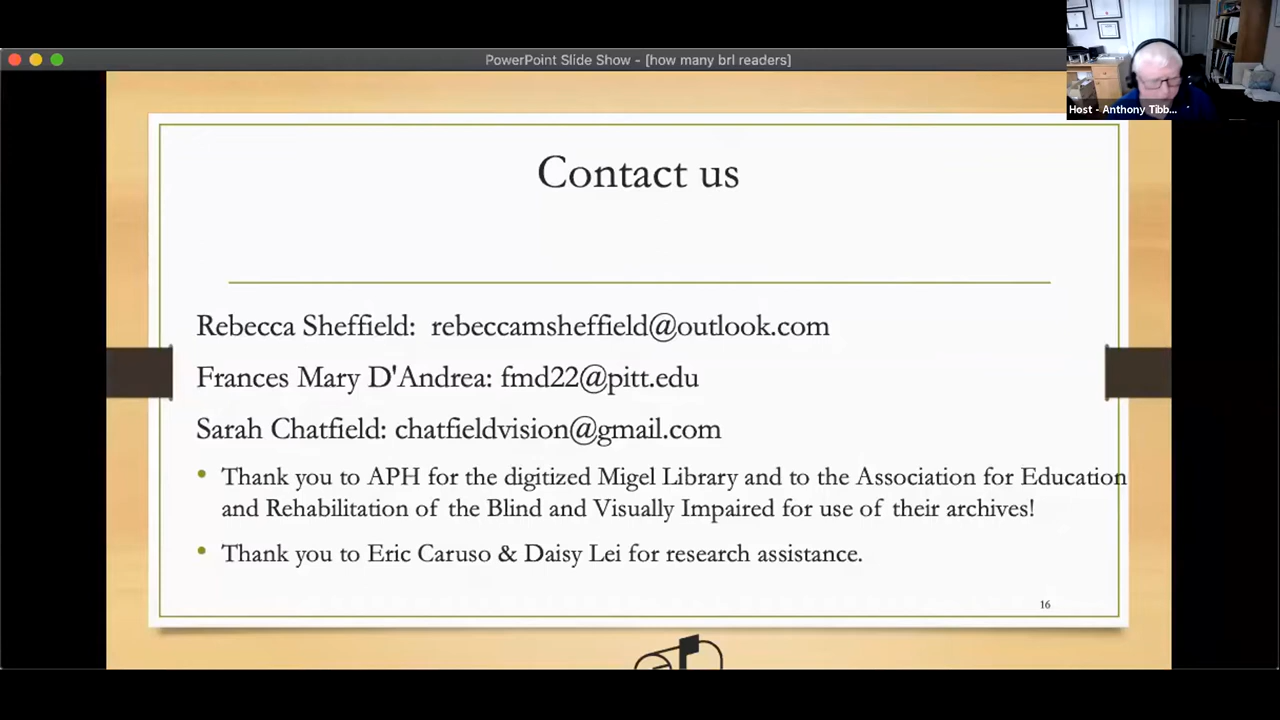 PowerPoint Slide Show - [how many brl readers]
Host - Anthony Tibb...
Contact us
Rebecca Sheffield:  rebeccamsheffield@outlook.com
Frances Mary D'Andrea: fmd22@pitt.edu
Sarah Chatfield: chatfieldvision@gmail.com
• Thank you to APH for the digitized Migel Library and to the Association for Education
and Rehabilitation of the Blind and Visually Impaired for use of their archives!
• Thank you to Eric Caruso & Daisy Lei for research assistance.
16